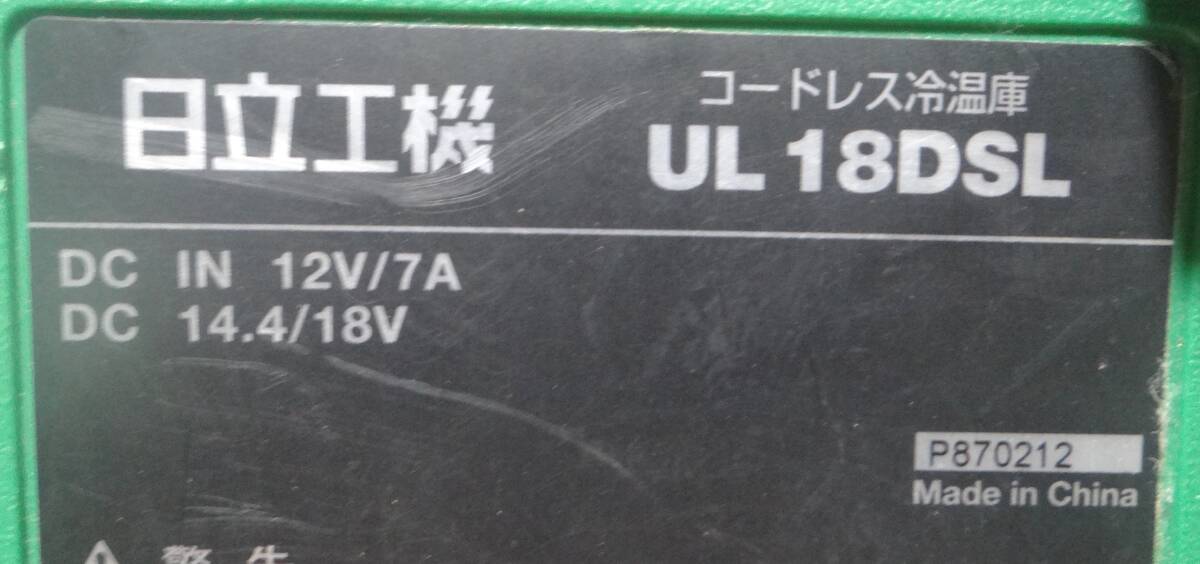 日立工機
コードレス冷温庫
UL 18DSL
DC IN 12V/7A
DC 14.4/18V
P870212
Made in China